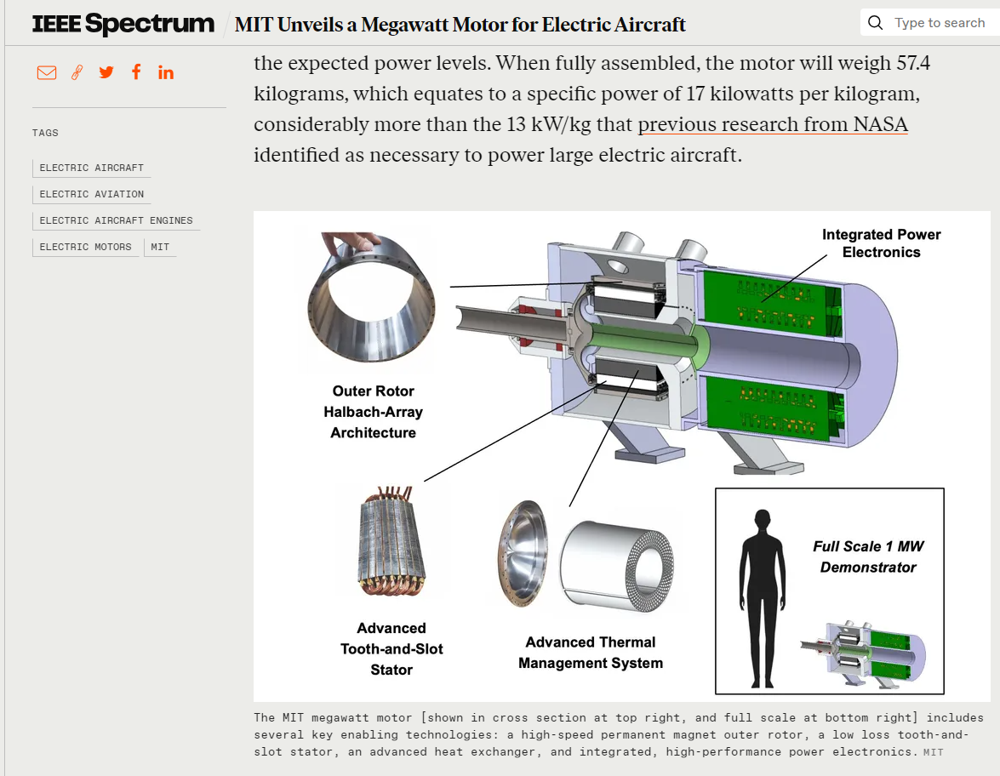 IEEE Spectrum
MIT Unveils a Megawatt Motor for Electric Aircraft
Type to search
TAGS
ELECTRIC AIRCRAFT
ELECTRIC AVIATION
ELECTRIC AIRCRAFT ENGINES
ELECTRIC MOTORS
MIT
the expected power levels. When fully assembled, the motor will weigh 57.4
kilograms, which equates to a specific power of 17 kilowatts per kilogram,
considerably more than the 13 kW/kg that previous research from NASA
identified as necessary to power large electric aircraft.
Integrated Power
Electronics
Outer Rotor
Halbach-Array
Architecture
Advanced
Tooth-and-Slot
Stator
Advanced Thermal
Management System
Full Scale 1 MW
Demonstrator
The MIT megawatt motor [shown in cross section at top right, and full scale at bottom right] includes
several key enabling technologies: a high-speed permanent magnet outer rotor, a low loss tooth-and-
slot stator, an advanced heat exchanger, and integrated, high-performance power electronics. MIT